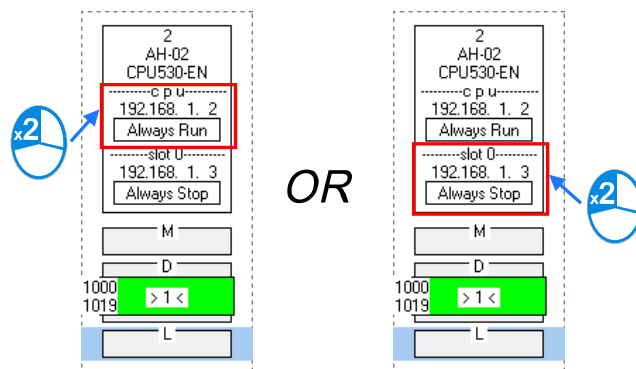 2
AH-02
CPU530-EN
--------c p u--------
192.168. 1. 2
Always Run
--------slot 0--------
192.168. 1. 3
Always Stop
M
D
1000
1019
> 1 <
L
x2
OR
2
AH-02
CPU530-EN
--------c p u--------
192.168. 1. 2
Always Run
--------slot 0--------
192.168. 1. 3
Always Stop
M
D
1000
1019
> 1 <
L
x2